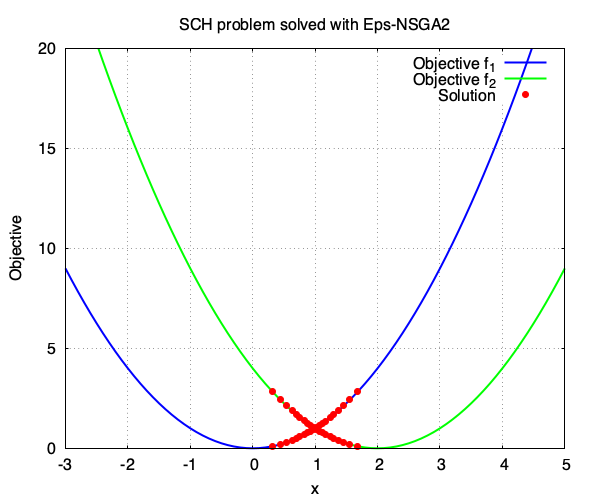 SCH problem solved with Eps-NSGA2
Objective f1
Objective f2
Solution
Objective
20
15
10
5
0
-3 -2 -1 0 1 2 3 4 5
x